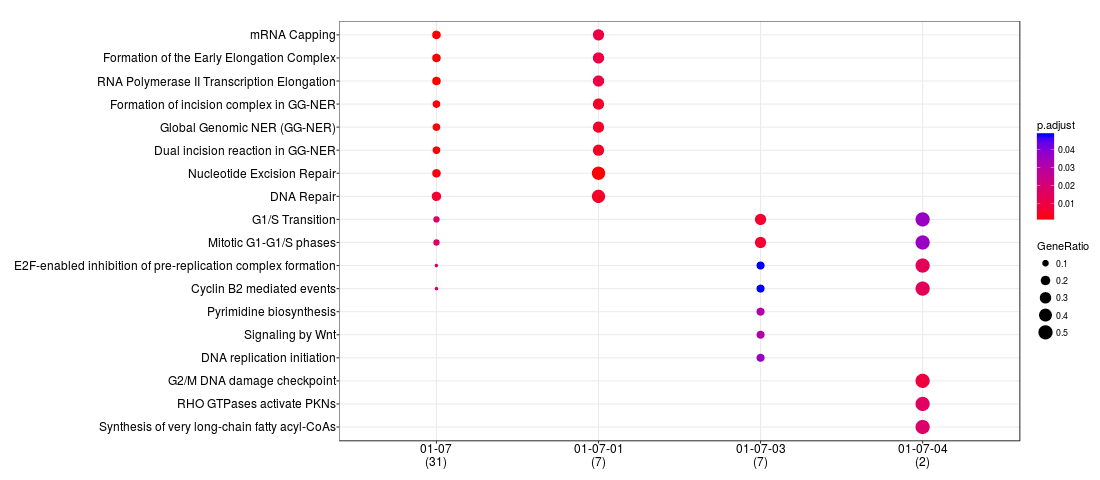 mRNA Capping
Formation of the Early Elongation Complex
RNA Polymerase II Transcription Elongation
Formation of incision complex in GG-NER
Global Genomic NER (GG-NER)
Dual incision reaction in GG-NER
Nucleotide Excision Repair
DNA Repair
G1/S Transition
Mitotic G1-G1/S phases
E2F-enabled inhibition of pre-replication complex formation
Cyclin B2 mediated events
Pyrimidine biosynthesis
Signaling by Wnt
DNA replication initiation
G2/M DNA damage checkpoint
RHO GTPases activate PKNs
Synthesis of very long-chain fatty acyl-CoAs
01-07
(31)
01-07-01
(7)
01-07-03
(7)
01-07-04
(2)
p.adjust
0.04
0.03
0.02
0.01
GeneRatio
0.1
0.2
0.3
0.4
0.5